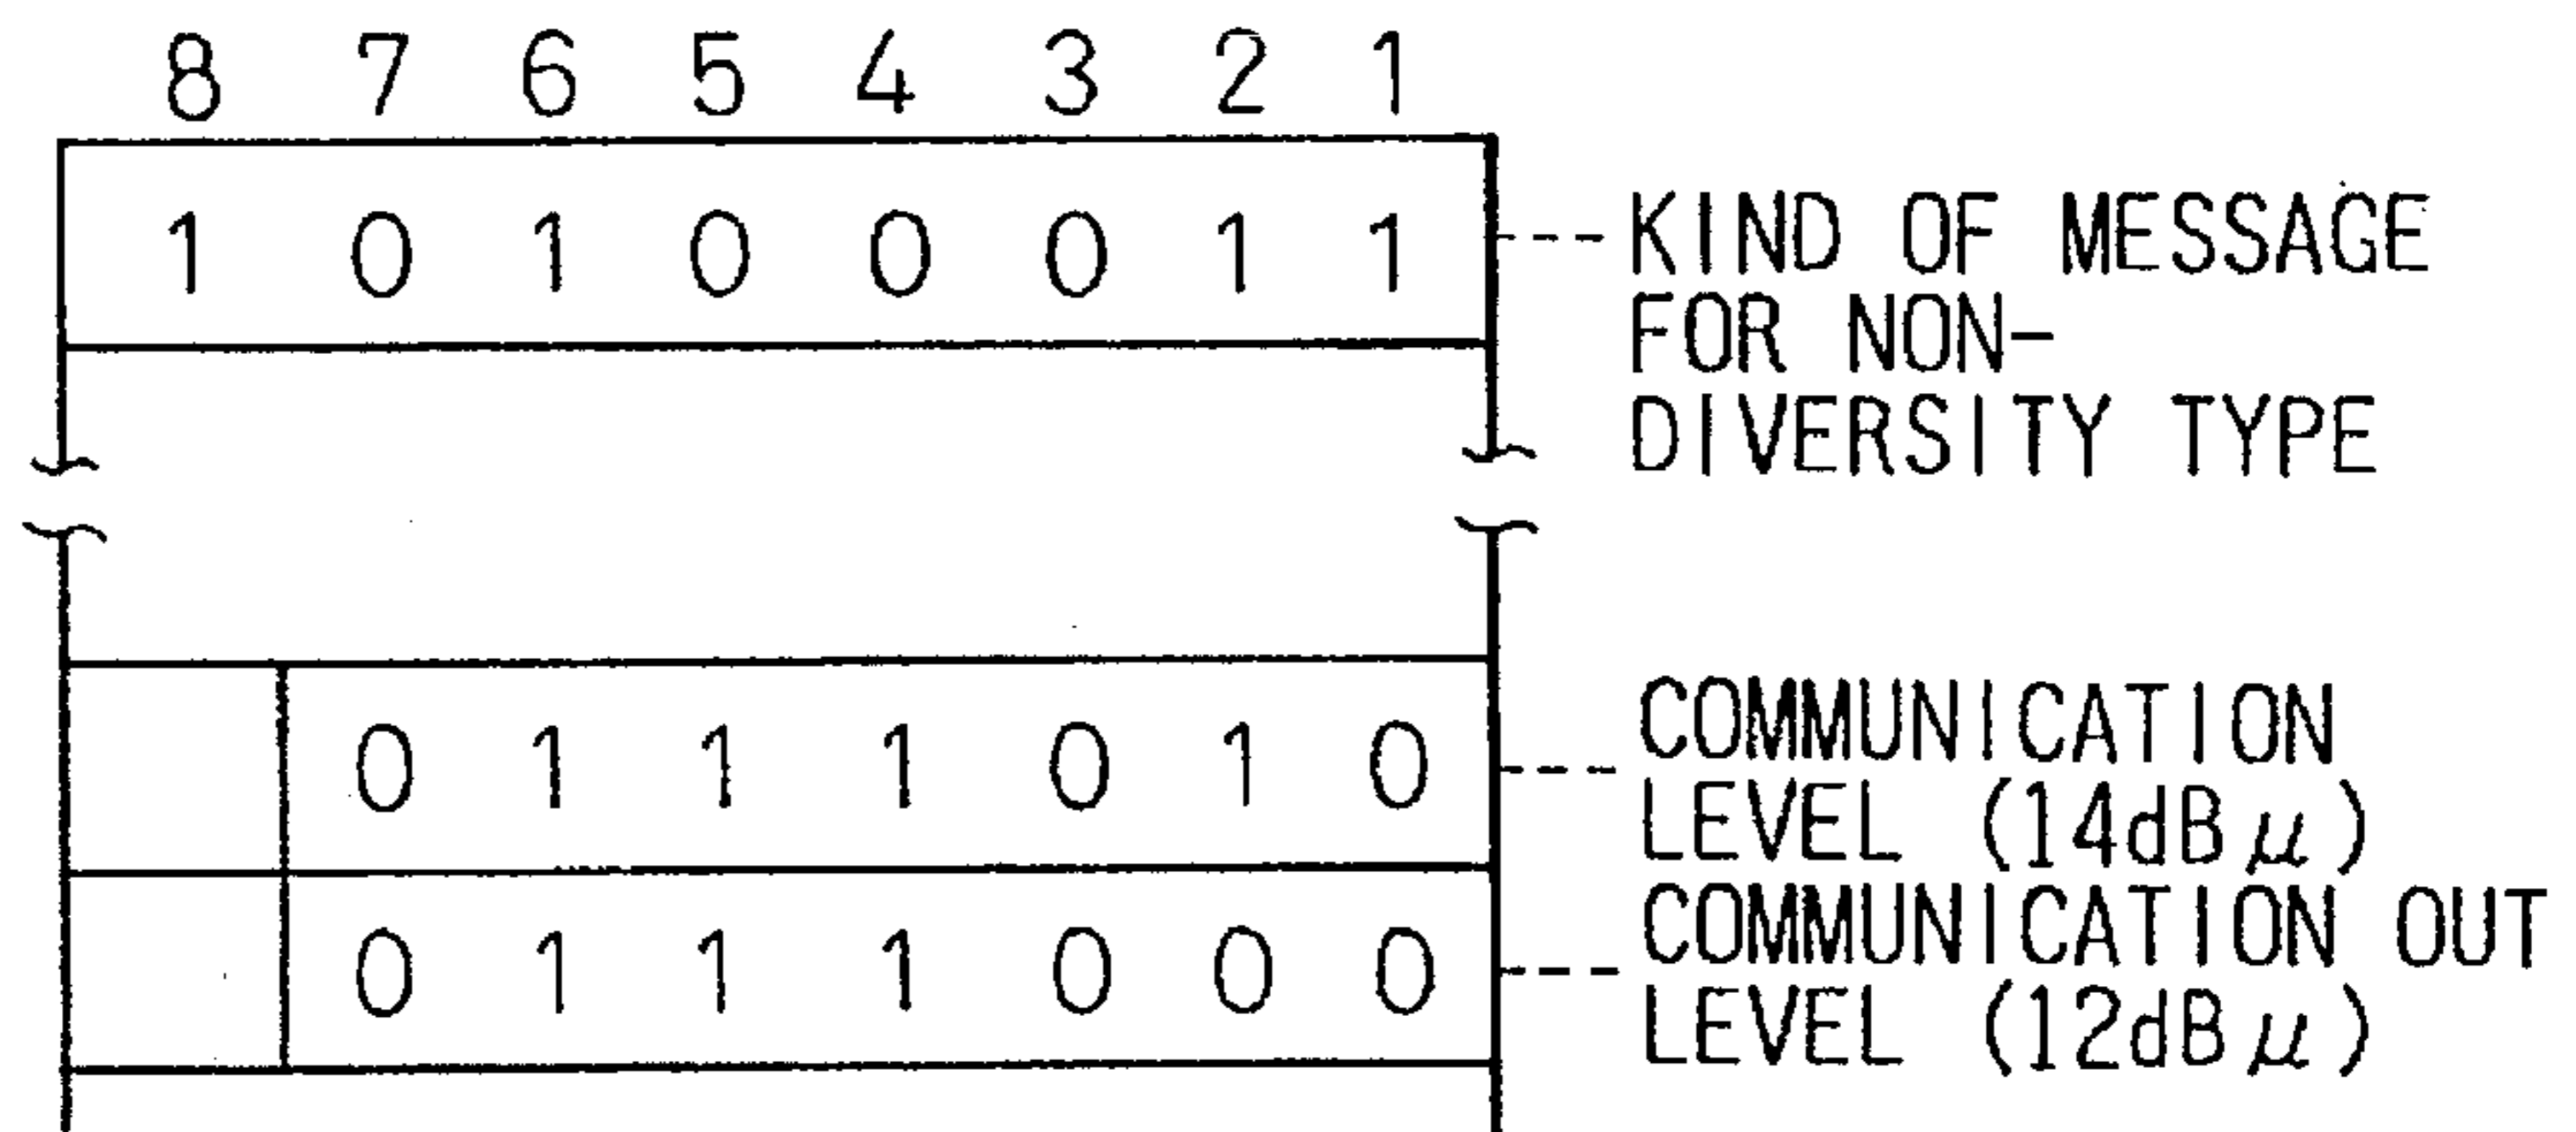 8 7 6 5 4 3 2 1
1 0 1 0 0 0 1 1
KIND OF MESSAGE
FOR NON-
DIVERSITY TYPE
0 1 1 1 0 1 0
COMMUNICATION
LEVEL (14dBμ)
0 1 1 1 0 0 0
COMMUNICATION OUT
LEVEL (12dBμ)